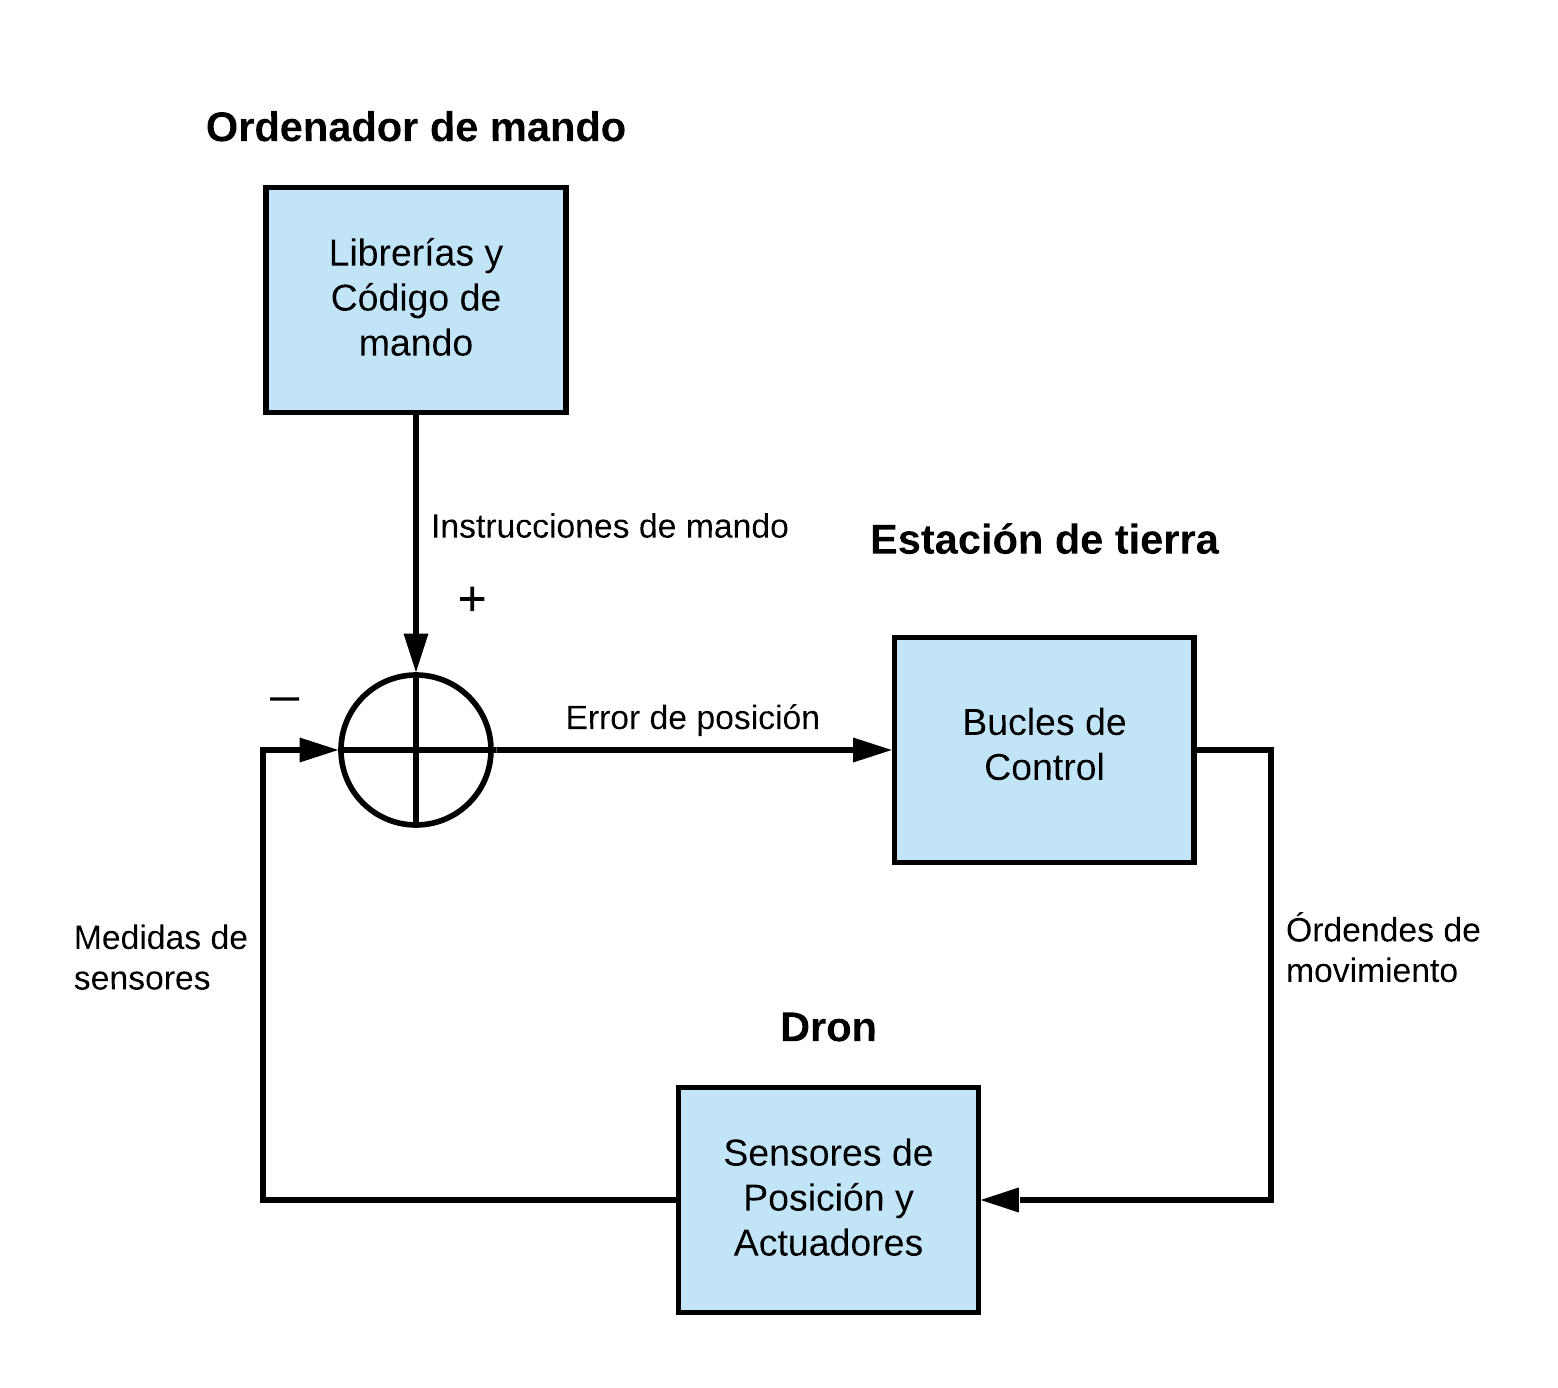 Ordenador de mando
Librerías y
Código de
mando
Instrucciones de mando
+
Estación de tierra
–
Error de posición
Bucles de
Control
Medidas de
sensores
Órdendes de
movimiento
Dron
Sensores de
Posición y
Actuadores